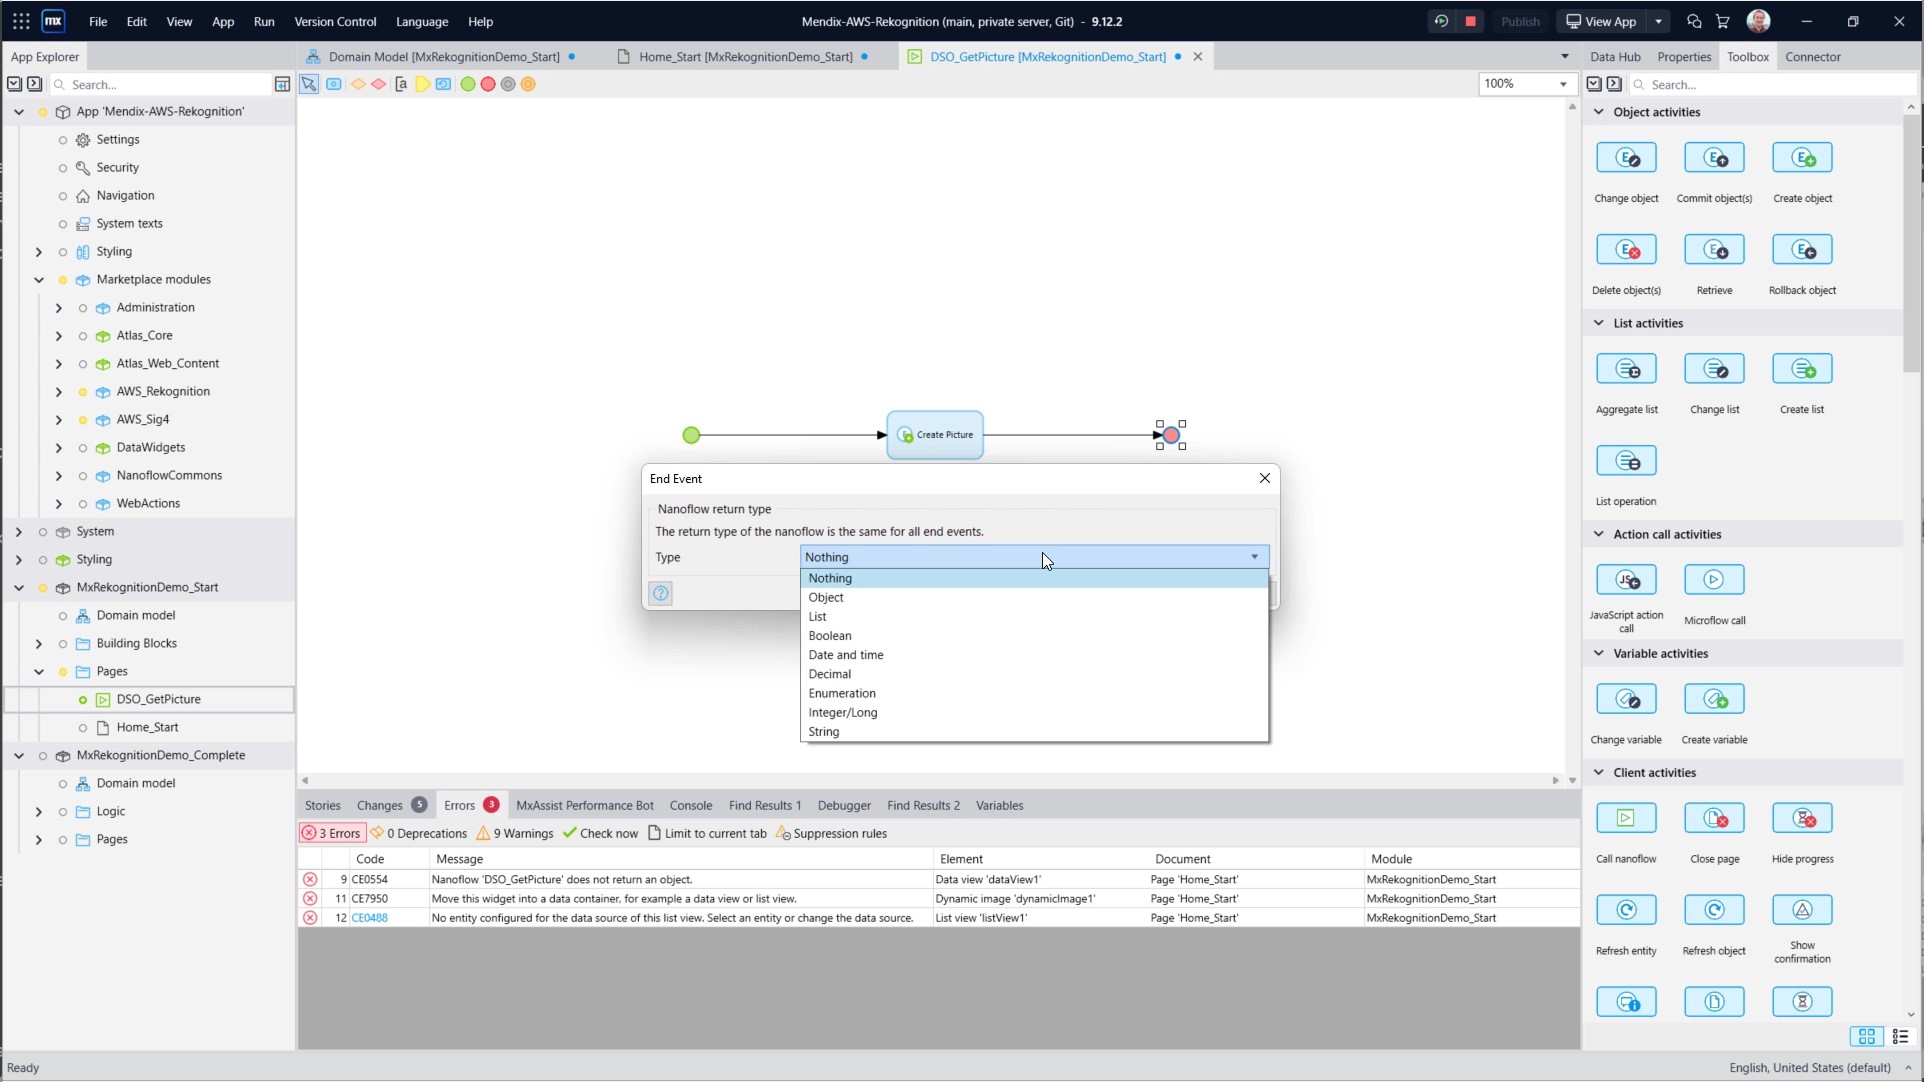 mx File Edit View App Run Version Control Language Help Mendix-AWS-Rekognition (main, private server, Git) - 9.12.2 Publish View App
App Explorer Domain Model [MxRekognitionDemo_Start] Home_Start [MxRekognitionDemo_Start] DSO_GetPicture [MxRekognitionDemo_Start] Data Hub Properties Toolbox Connector
Search... 100% Search...
App 'Mendix-AWS-Rekognition'
Settings
Security
Navigation
System texts
Styling
Marketplace modules
Administration
Atlas_Core
Atlas_Web_Content
AWS_Rekognition
AWS_Sig4
DataWidgets
NanoflowCommons
WebActions
System
Styling
MxRekognitionDemo_Start
Domain model
Building Blocks
Pages
DSO_GetPicture
Home_Start
MxRekognitionDemo_Complete
Domain model
Logic
Pages
Create Picture
End Event
Nanoflow return type
The return type of the nanoflow is the same for all end events.
Type Nothing
Nothing
Object
List
Boolean
Date and time
Decimal
Enumeration
Integer/Long
String
Object activities
Change object Commit object(s) Create object
Delete object(s) Retrieve Rollback object
List activities
Aggregate list Change list Create list
List operation
Action call activities
JavaScript action call Microflow call
Variable activities
Change variable Create variable
Client activities
Call nanoflow Close page Hide progress
Refresh entity Refresh object Show confirmation
Stories Changes 5 Errors 3 MxAssist Performance Bot Console Find Results 1 Debugger Find Results 2 Variables
3 Errors 0 Deprecations 9 Warnings Check now Limit to current tab Suppression rules
Code Message Element Document Module
9 CE0554 Nanoflow 'DSO_GetPicture' does not return an object. Data view 'dataView1' Page 'Home_Start' MxRekognitionDemo_Start
11 CE7950 Move this widget into a data container, for example a data view or list view. Dynamic image 'dynamicImage1' Page 'Home_Start' MxRekognitionDemo_Start
12 CE0488 No entity configured for the data source of this list view. Select an entity or change the data source. List view 'listView1' Page 'Home_Start' MxRekognitionDemo_Start
Ready English, United States (default)